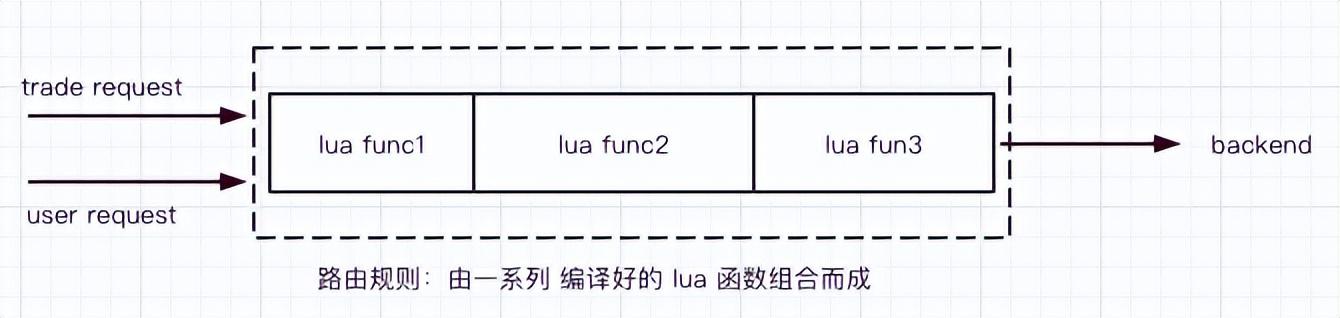 trade request
lua func1
lua func2
lua fun3
backend
user request
路由规则：由一系列 编译好的 lua 函数组合而成